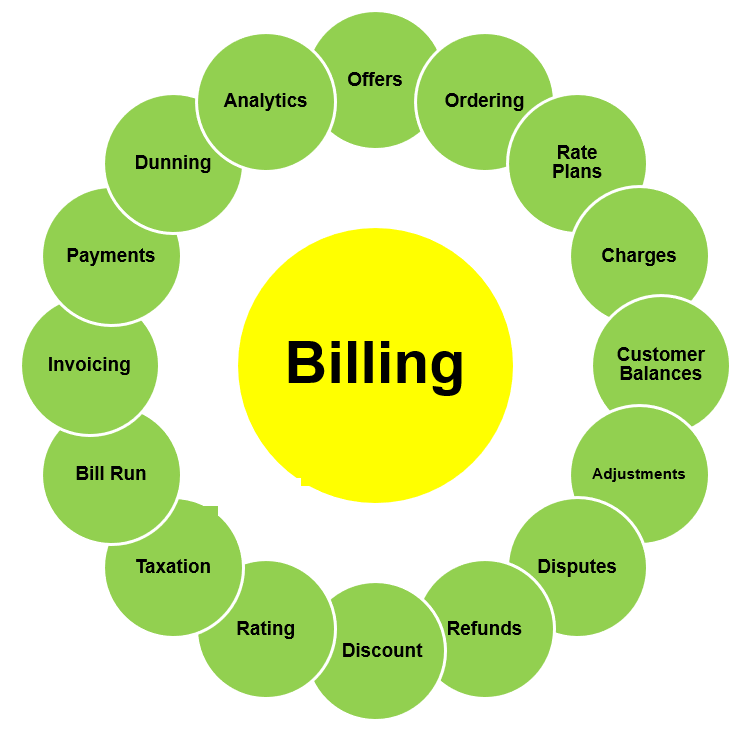 Offers
Ordering
Rate
Plans
Charges
Customer
Balances
Adjustments
Disputes
Refunds
Discount
Rating
Taxation
Bill Run
Invoicing
Payments
Dunning
Analytics
Billing